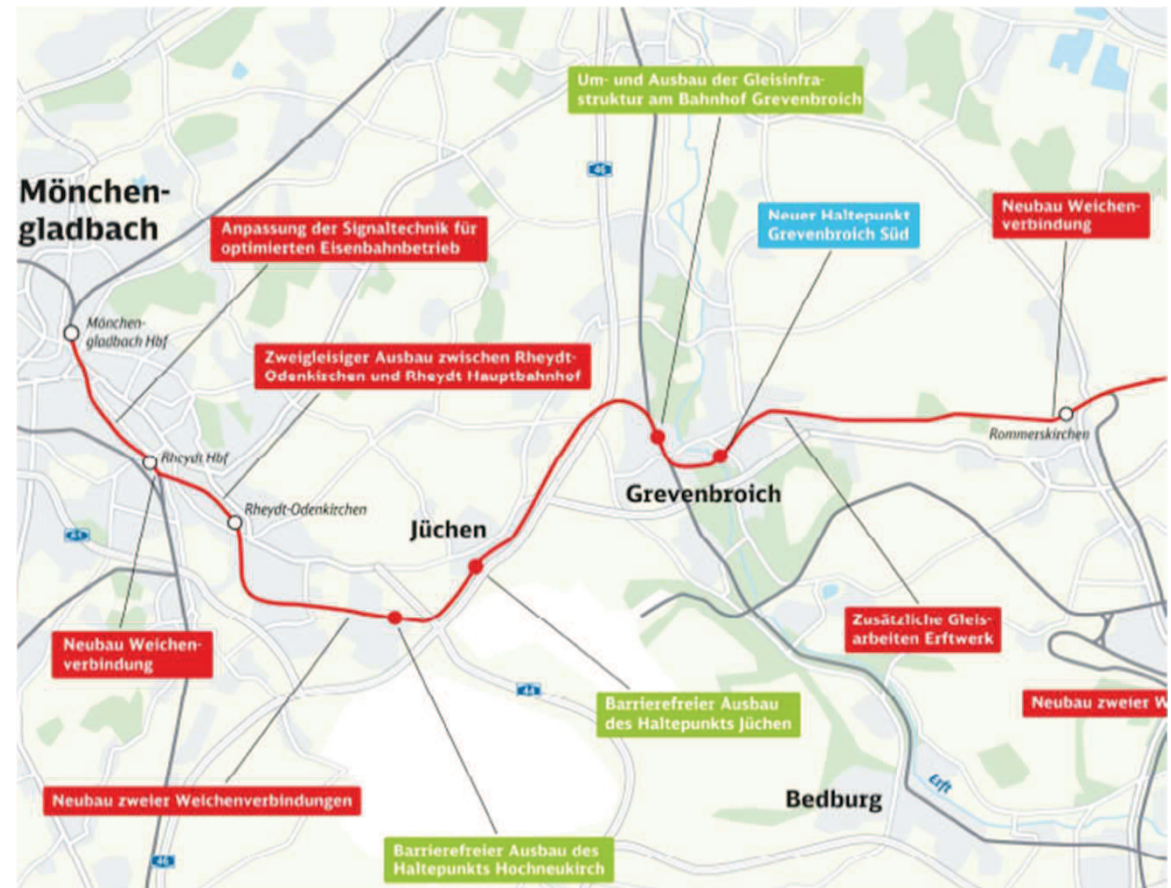 Um- und Ausbau der Gleisinfra-
struktur am Bahnhof Grevenbroich
46
Mönchen-
gladbach
Anpassung der Signaltechnik für
optimierten Eisenbahnbetrieb
Neuer Haltepunkt
Grevenbroich Süd
Neubau Weichen-
verbindung
Mönchen-
gladbach Hbf
Zweigleisiger Ausbau zwischen Rheydt-
Odenkirchen und Rheydt Hauptbahnhof
Rommerskirchen
Rheydt Hbf
Grevenbroich
Rheydt-Odenkirchen
Jüchen
Zusätzliche Gleis-
arbeiten Erftwerk
Neubau Weichen-
verbindung
44
Barrierefreier Ausbau
des Haltepunkts Jüchen
Neubau zweier W
Erft
Bedburg
Neubau zweier Weichenverbindungen
Barrierefreier Ausbau des
Haltepunkts Hochneukirch
46